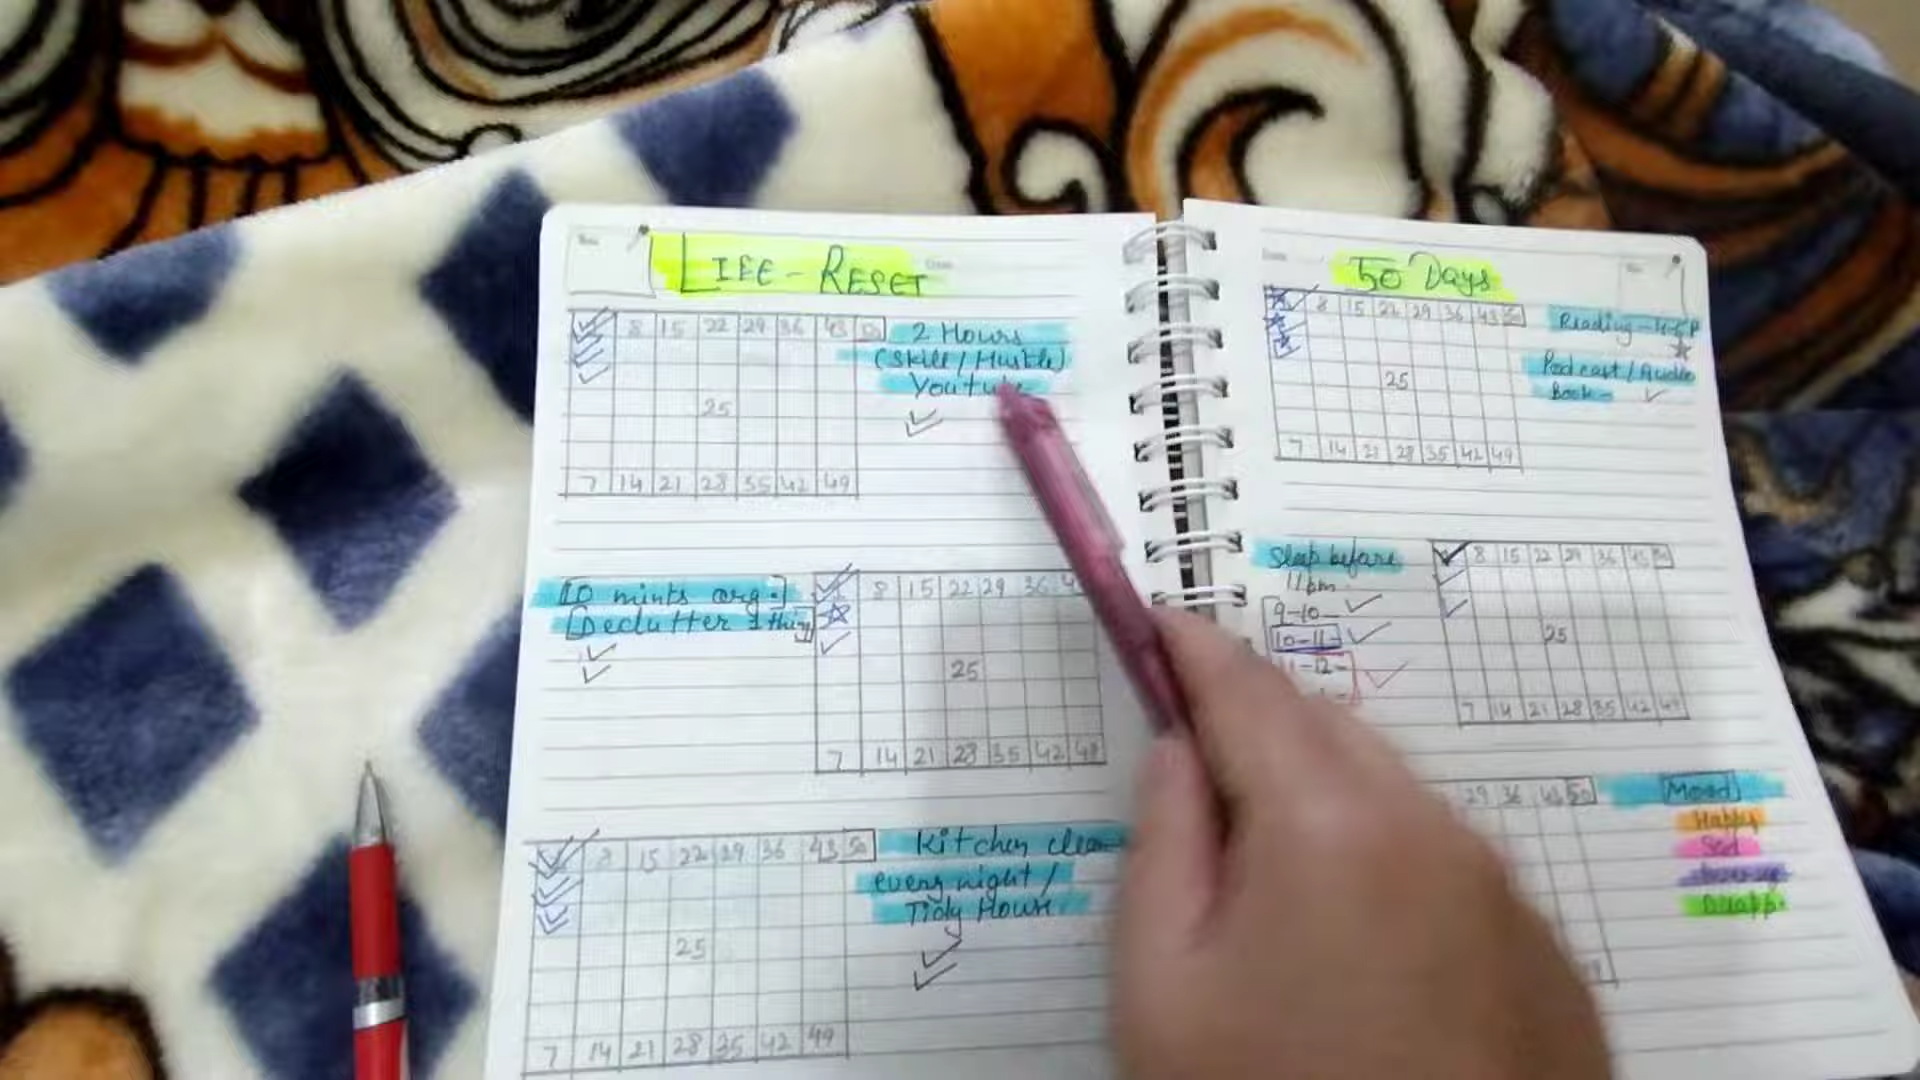 LIFE - RESET
8 15 22 29 36 43 50
2 Hours
(Skill / Hustle)
Youtube
25
7 14 21 28 35 42 49
10 mints org.
Declutter 1 thing
8 15 22 29 36
25
7 14 21 28 35 42 49
8 15 22 29 36 43 50
Kitchen clean
every night /
Tidy House
25
7 14 21 28 35 42 49
50 Days
8 15 22 29 36 43 50
Reading
Podcast / Audio
Book -
25
7 14 21 28 35 42 49
Sleep before
11pm
9-10
10-11-
11-12-
8 15 22 29 36 43 50
25
7 14 21 28 35 42 49
29 36 43 50
Mood
Happy
Sad